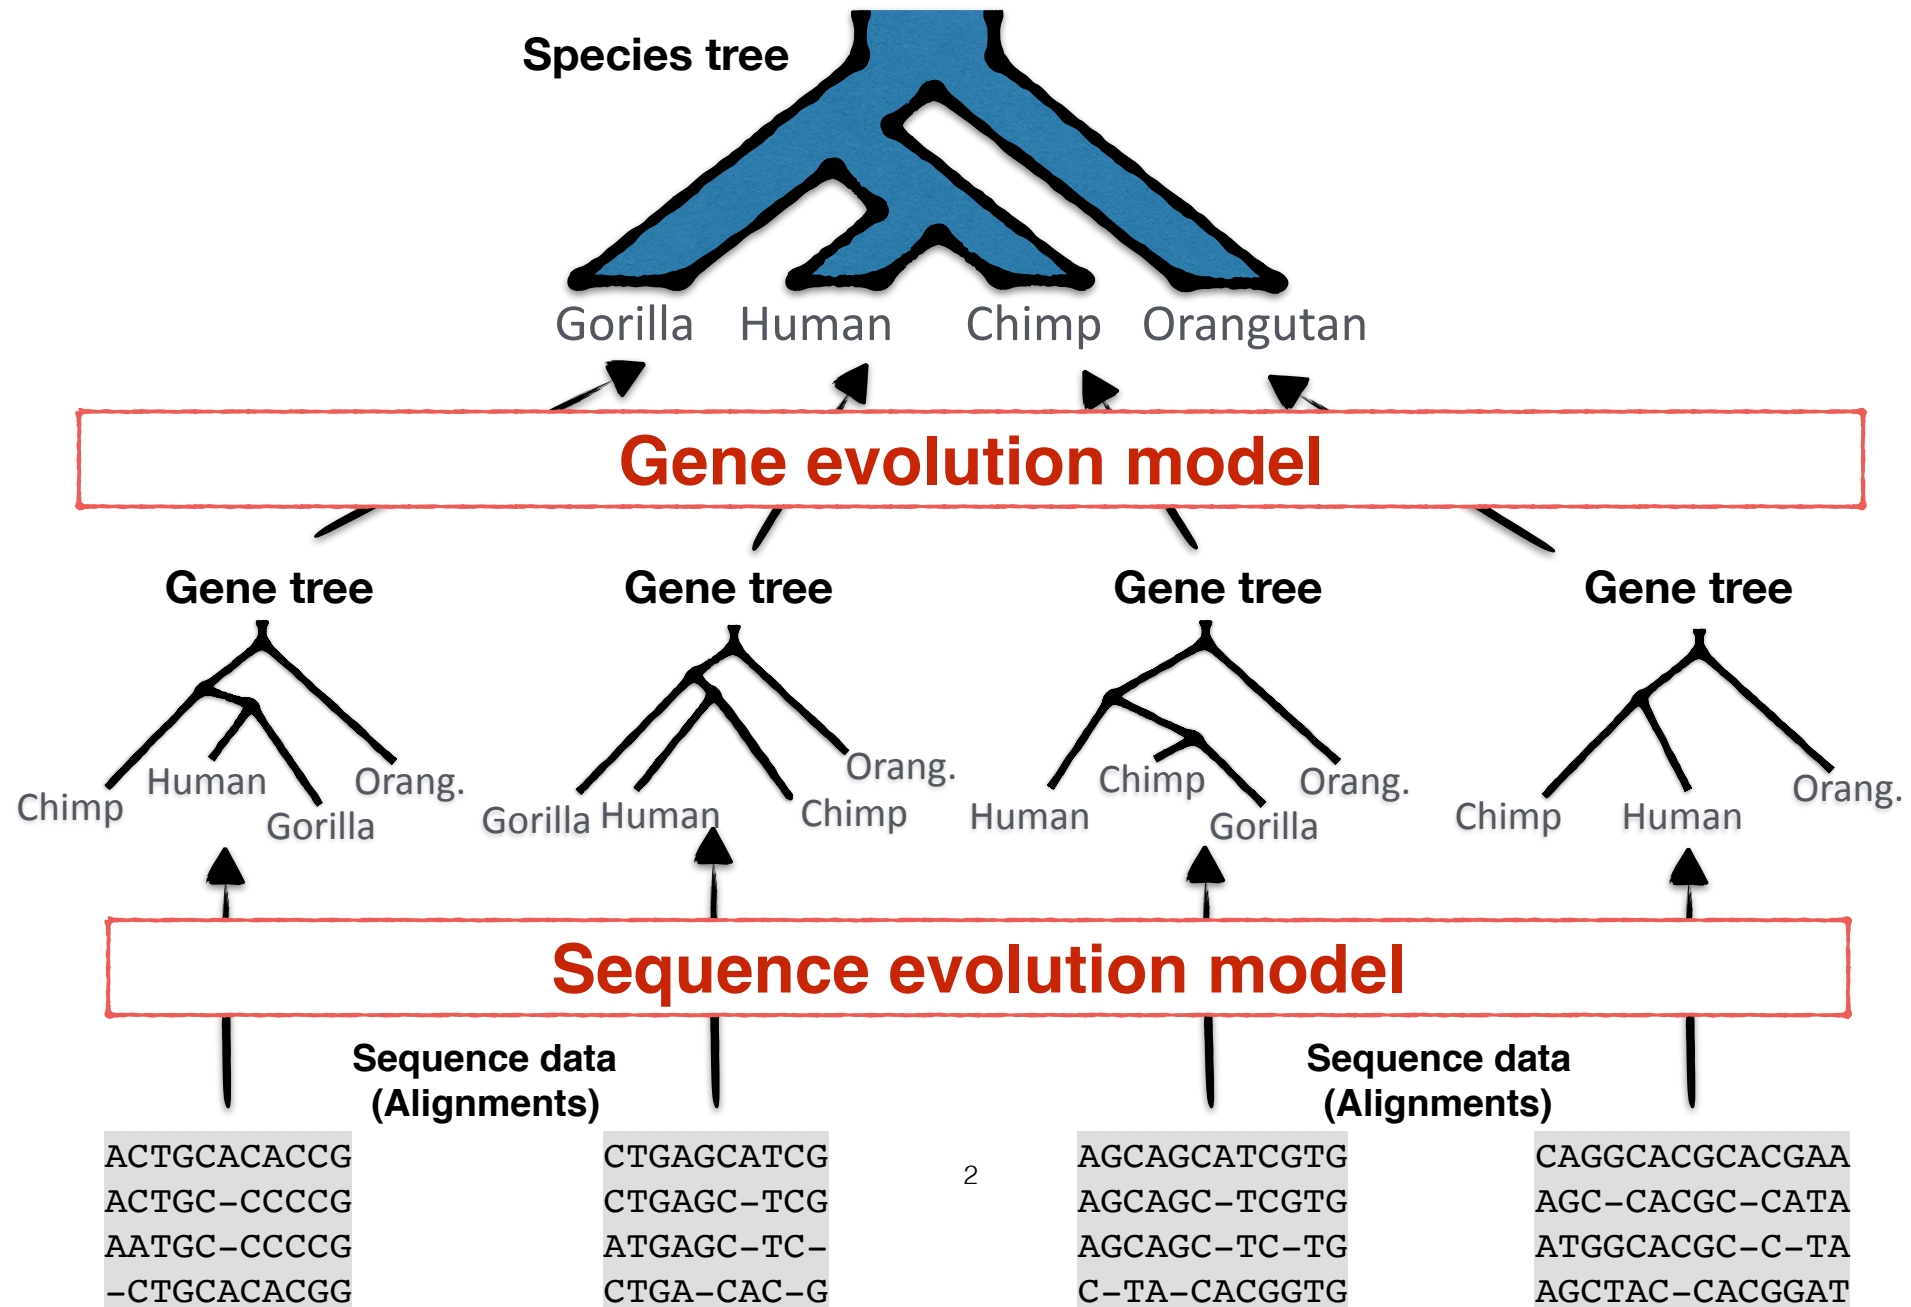 Species tree
Gorilla Human Chimp Orangutan
Gene evolution model
Gene tree Gene tree Gene tree Gene tree
Chimp Human Gorilla Orang.
Gorilla Human Chimp Orang.
Human Chimp Gorilla Orang.
Chimp Human Orang.
Sequence evolution model
Sequence data
(Alignments)
Sequence data
(Alignments)
ACTGCACACCG
ACTGC-CCCCG
AATGC-CCCCG
-CTGCACACGG
CTGAGCATCG
CTGAGC-TCG
ATGAGC-TC-
CTGA-CAC-G
2
AGCAGCATCGTG
AGCAGC-TCGTG
AGCAGC-TC-TG
C-TA-CACGGTG
CAGGCACGCACGAA
AGC-CACGC-CATA
ATGGCACGC-C-TA
AGCTAC-CACGGAT